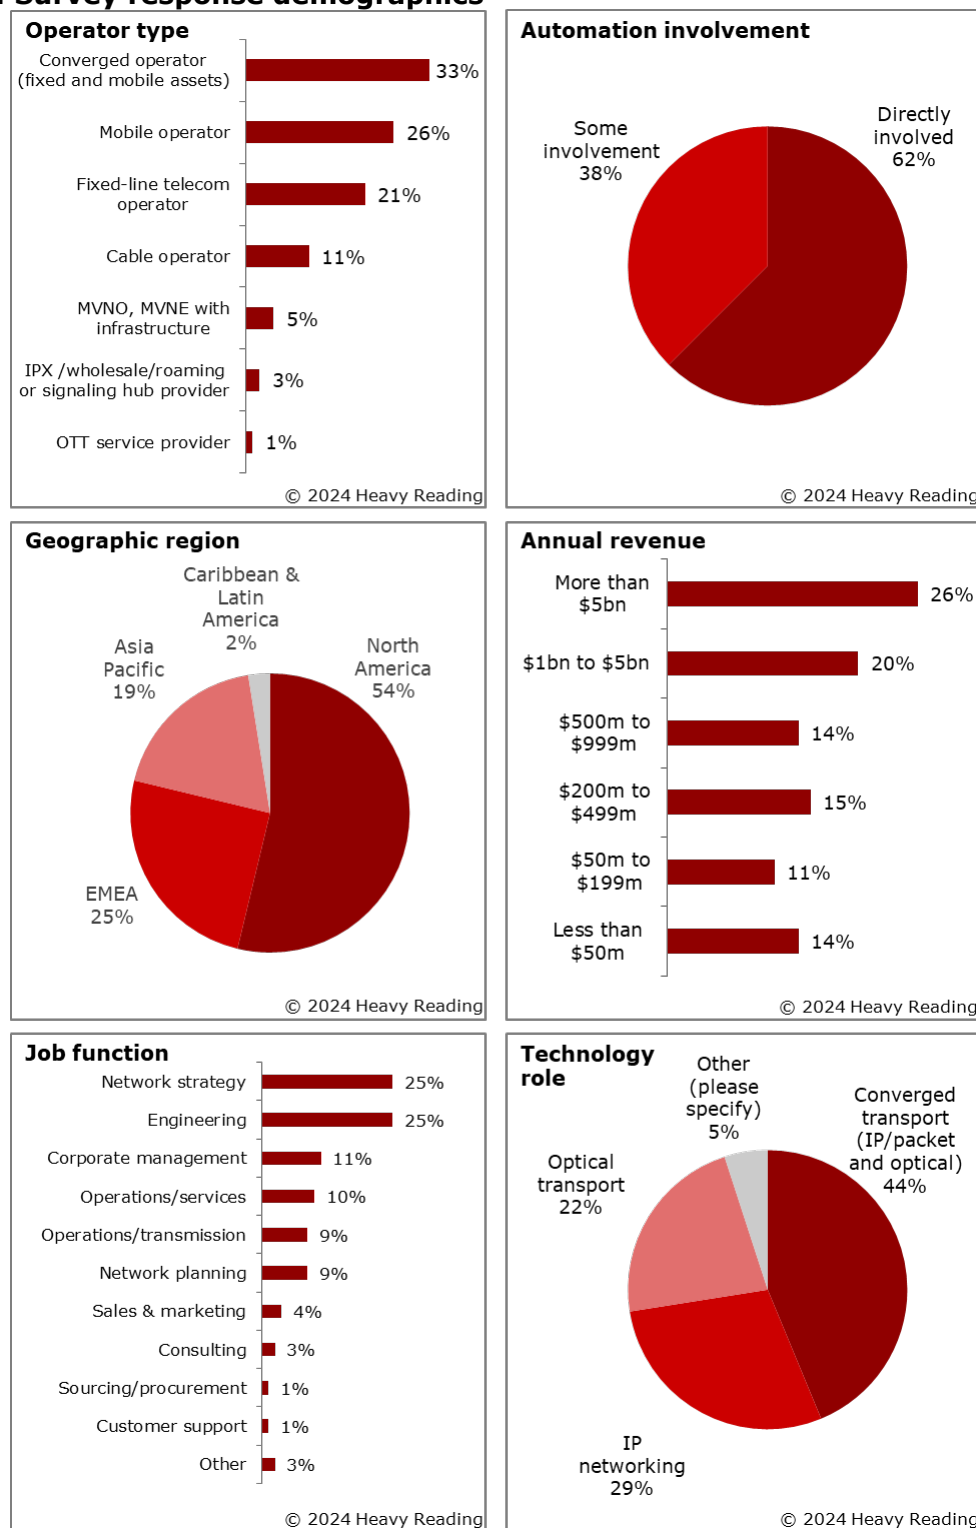 Survey response demographics
Operator type
Converged operator
(fixed and mobile assets)
33%
Mobile operator
26%
Fixed-line telecom
operator
21%
Cable operator
11%
MVNO, MVNE with
infrastructure
5%
IPX /wholesale/roaming
or signaling hub provider
3%
OTT service provider
1%
© 2024 Heavy Reading
Automation involvement
Some
involvement
38%
Directly
involved
62%
© 2024 Heavy Reading
Geographic region
Caribbean &
Latin
America
2%
Asia
Pacific
19%
North
America
54%
EMEA
25%
© 2024 Heavy Reading
Annual revenue
More than
$5bn
26%
$1bn to $5bn
20%
$500m to
$999m
14%
$200m to
$499m
15%
$50m to
$199m
11%
Less than
$50m
14%
© 2024 Heavy Reading
Job function
Network strategy
25%
Engineering
25%
Corporate management
11%
Operations/services
10%
Operations/transmission
9%
Network planning
9%
Sales & marketing
4%
Consulting
3%
Sourcing/procurement
1%
Customer support
1%
Other
3%
© 2024 Heavy Reading
Technology
role
Other
(please
specify)
5%
Converged
transport
(IP/packet
and optical)
44%
Optical
transport
22%
IP
networking
29%
© 2024 Heavy Reading